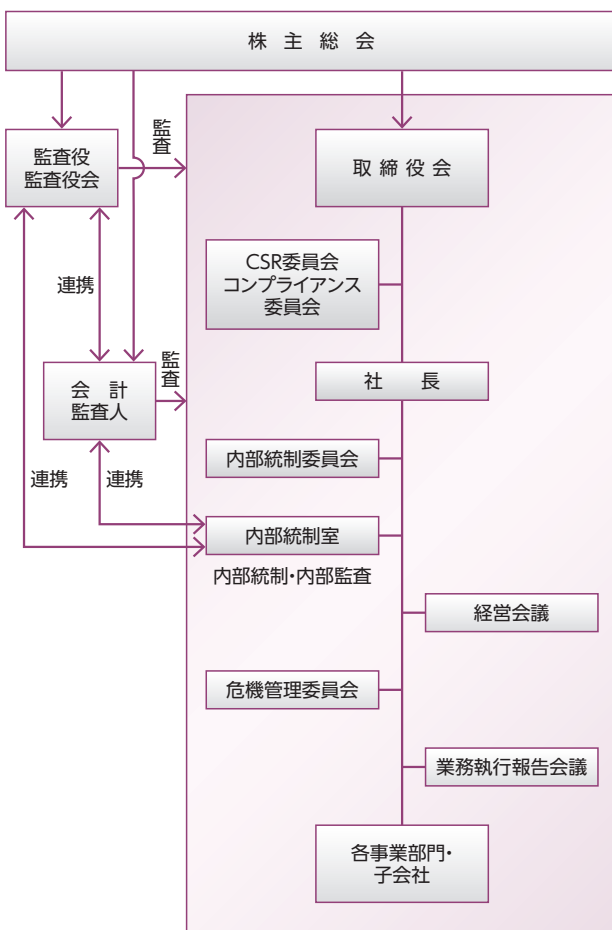 株主総会
監査
監査役
監査役会
取締役会
CSR委員会
コンプライアンス
委員会
連携
監査
社長
会計
監査人
内部統制委員会
連携
連携
内部統制室
内部統制・内部監査
経営会議
危機管理委員会
業務執行報告会議
各事業部門・
子会社